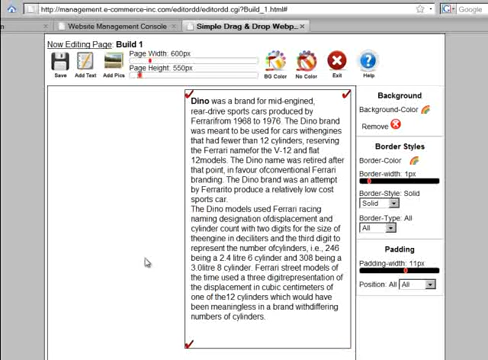 http://management.e-commerce-inc.com/editordd/editordd.cgi?Build_1.html#
Website Management Console
Simple Drag & Drop Webp...
Now Editing Page: Build 1
Page Width: 600px
Page Height: 550px
Save
Add Text
Add Pics
BG Color
No Color
Exit
Help
Dino was a brand for mid-engined,
rear-drive sports cars produced by
Ferrarifrom 1968 to 1976. The Dino brand
was meant to be used for cars withengines
that had fewer than 12 cylinders, reserving
the Ferrari namefor the V-12 and flat
12models. The Dino name was retired after
that point, in favour ofconventional Ferrari
branding. The Dino brand was an attempt
by Ferrarito produce a relatively low cost
sports car.
The Dino models used Ferrari racing
naming designation ofdisplacement and
cylinder count with two digits for the size of
theengine in deciliters and the third digit to
represent the number ofcylinders, i.e., 246
being a 2.4 litre 6 cylinder and 308 being a
3.0litre 8 cylinder. Ferrari street models of
the time used a three digitrepresentation of
the displacement in cubic centimeters of
one of the12 cylinders which would have
been meaningless in a brand withdiffering
numbers of cylinders.
Background
Background-Color
Remove
Border Styles
Border-Color
Border-width: 1px
Border-Style: Solid
Solid
Border-Type: All
All
Padding
Padding-width: 11px
Position: All
All